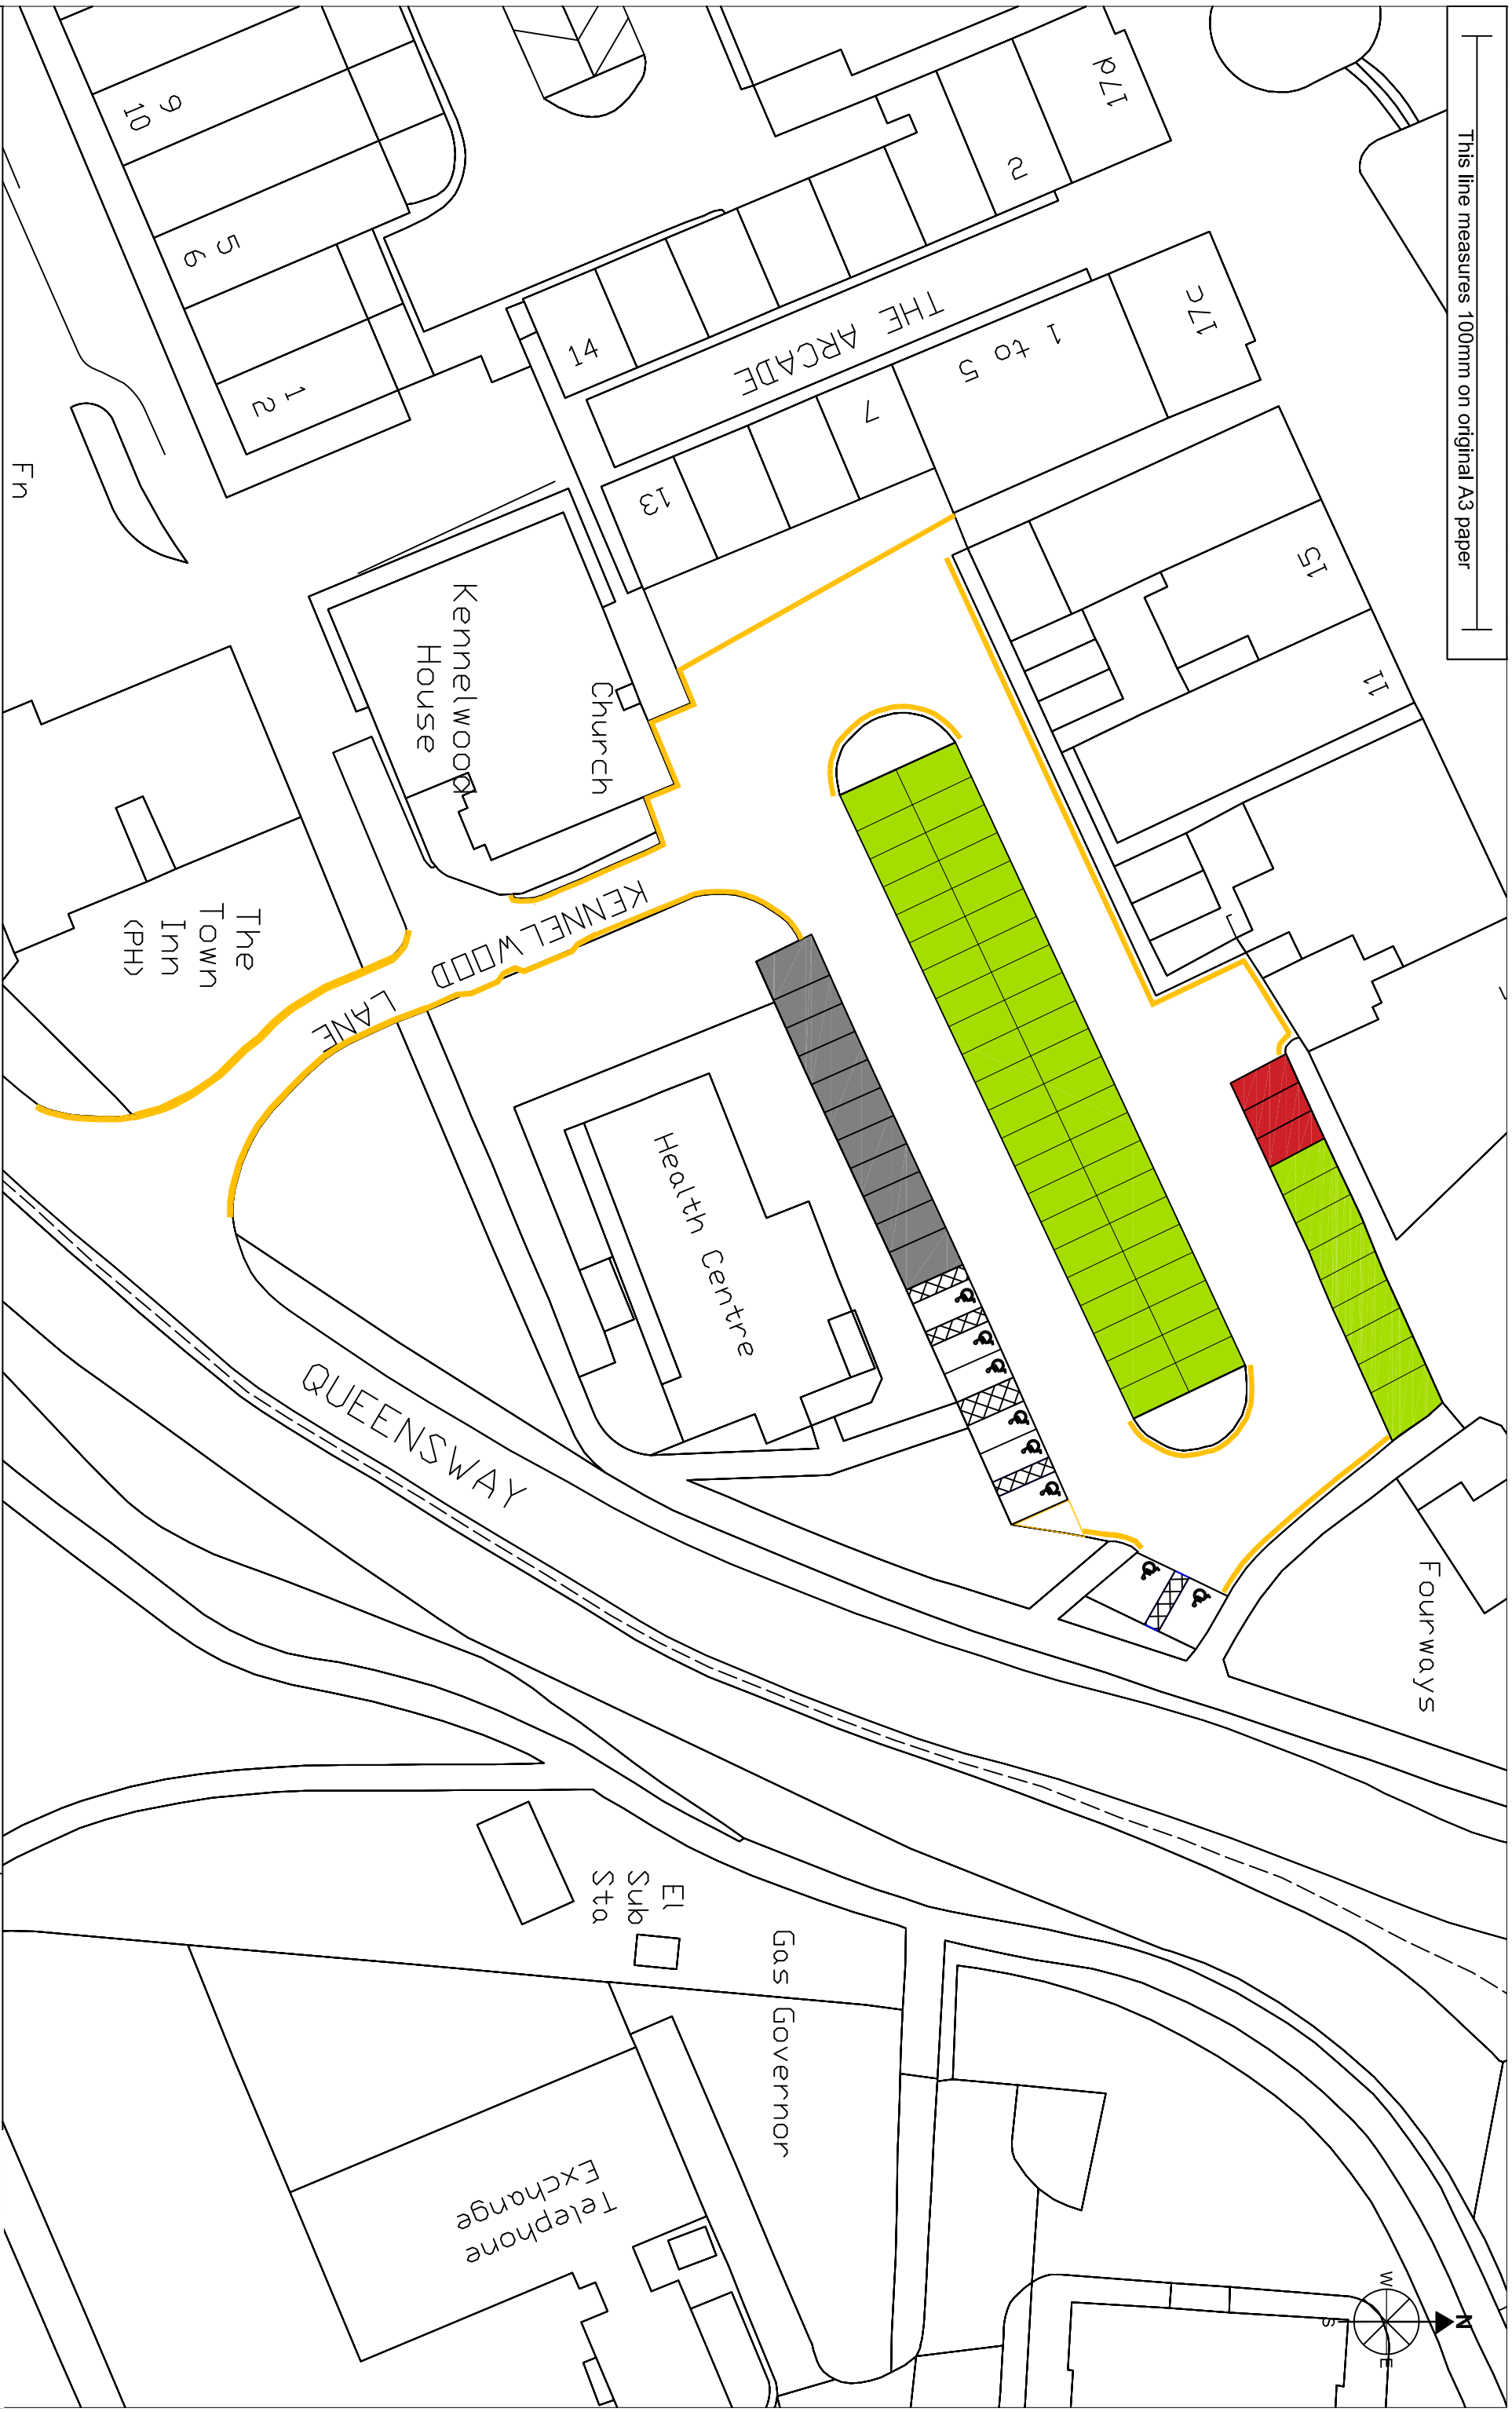 This line measures 100mm on original A3 paper
17d
2
17c
1 to 5
THE ARCADE
14
7
13
15
11
9
10
5
6
1
2
Fn
Kennelwood
House
Church
KENNELWOOD
LANE
The
Town
Inn
(PH)
Health Centre
QUEENSWAY
Fourways
El
Sub
Sta
Gas Governor
Telephone
Exchange
N
E
S
W